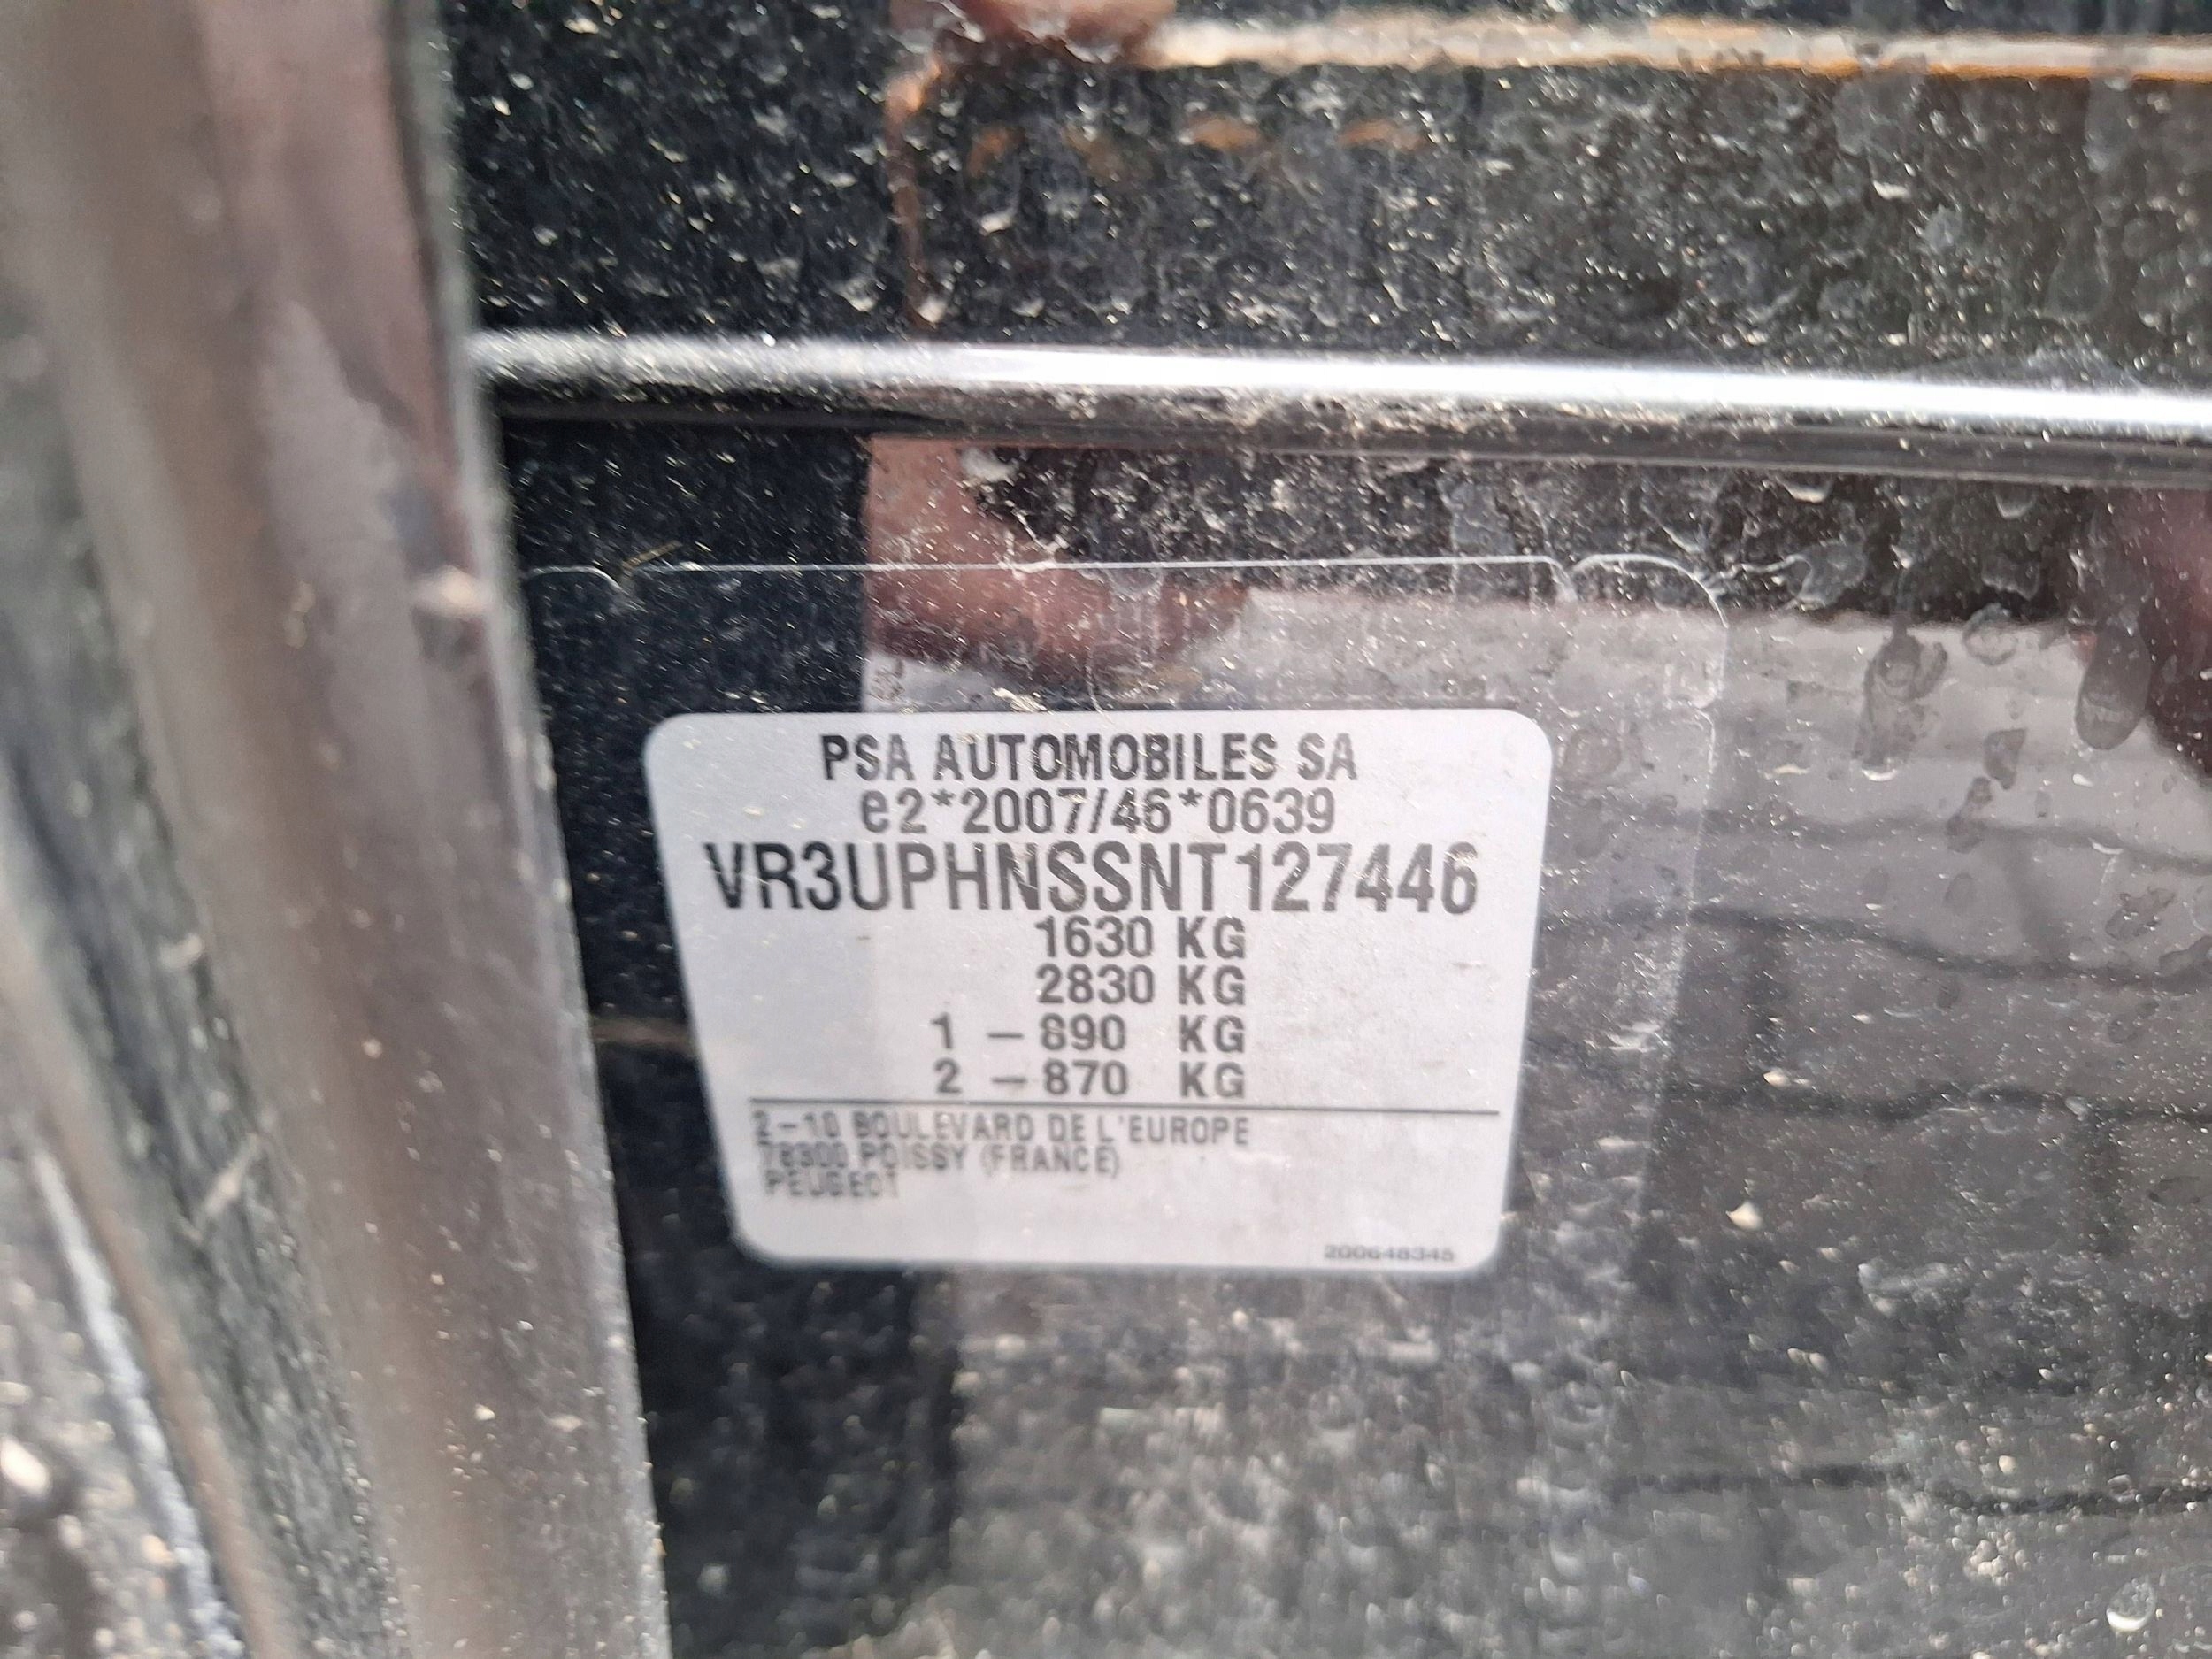 PSA AUTOMOBILES SA
e2*2007/46*0639
VR3UPHNSSNT127446
1630 KG
2830 KG
1 – 890 KG
2 – 870 KG
2–10 BOULEVARD DE L'EUROPE
78300 POISSY (FRANCE)
PEUGEOT
200648345